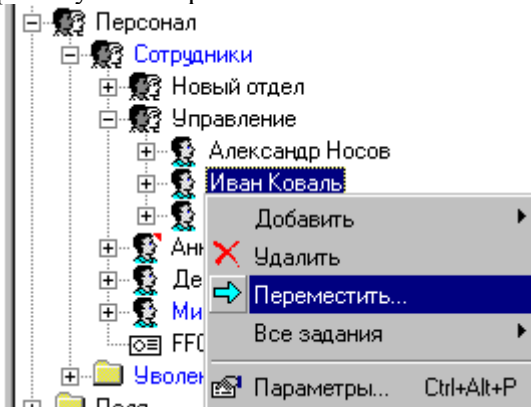 Персонал
Сотрудники
Новый отдел
Управление
Александр Носов
Иван Коваль
Добавить
Удалить
Переместить...
Все задания
Параметры... Ctrl+Alt+P